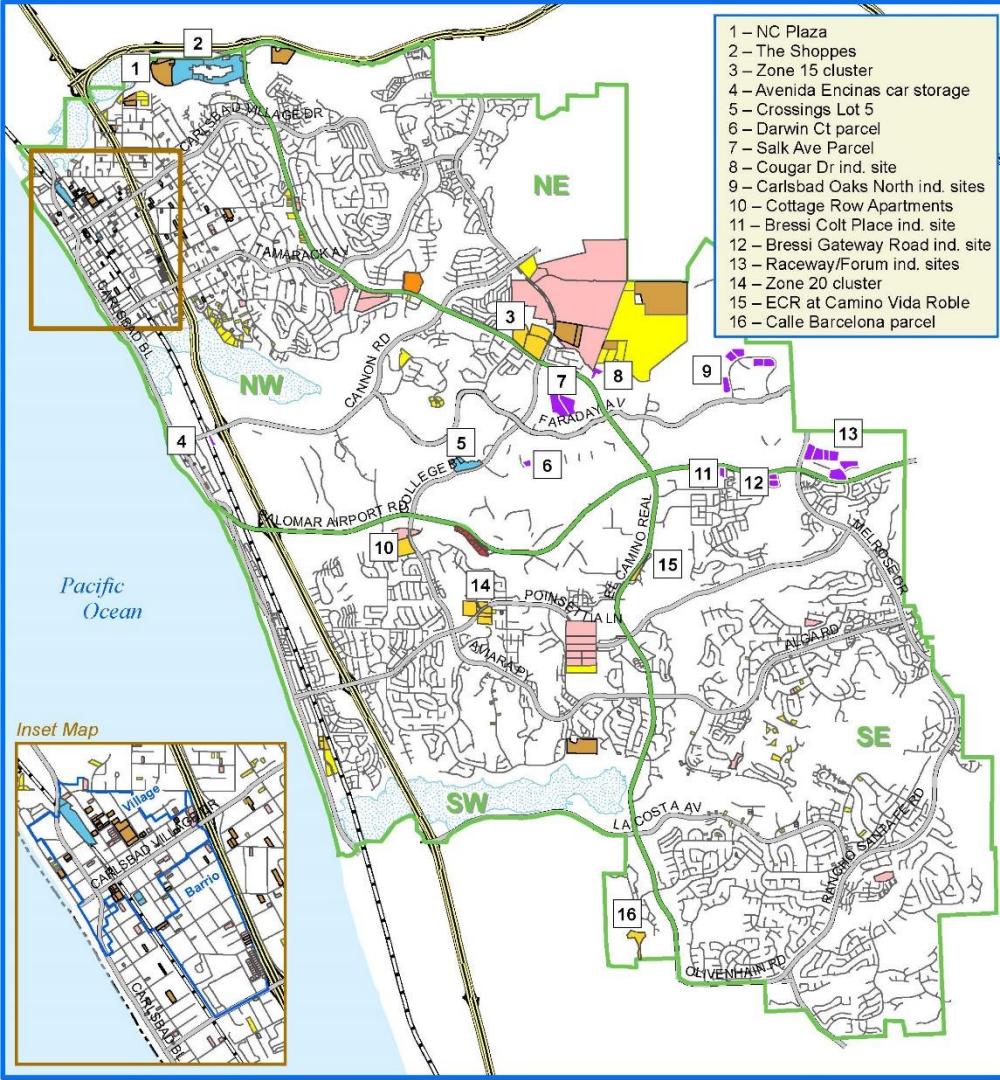 1 – NC Plaza
2 – The Shoppes
3 – Zone 15 cluster
4 – Avenida Encinas car storage
5 – Crossings Lot 5
6 – Darwin Ct parcel
7 – Salk Ave Parcel
8 – Cougar Dr ind. site
9 – Carlsbad Oaks North ind. sites
10 – Cottage Row Apartments
11 – Bressi Colt Place ind. site
12 – Bressi Gateway Road ind. site
13 – Raceway/Forum ind. sites
14 – Zone 20 cluster
15 – ECR at Camino Vida Roble
16 – Calle Barcelona parcel
2
1
CARLSBAD VILLAGE DR
NE
TAMARACK AV
CARLSBAD BL
3
NW
CANNON RD
7
8
9
FARADAY AV
4
5
6
COLLEGE BL
11
12
13
PALOMAR AIRPORT RD
10
EL CAMINO REAL
MELROSE DR
15
14
POINSETTIA LN
Pacific
Ocean
AVIARA PY
ALGA RD
SE
Inset Map
SW
LA COSTA AV
RANCHO SANTA FE RD
16
OLIVENHAIN RD
Village
CARLSBAD VILLAGE DR
Barrio
CARLSBAD BL